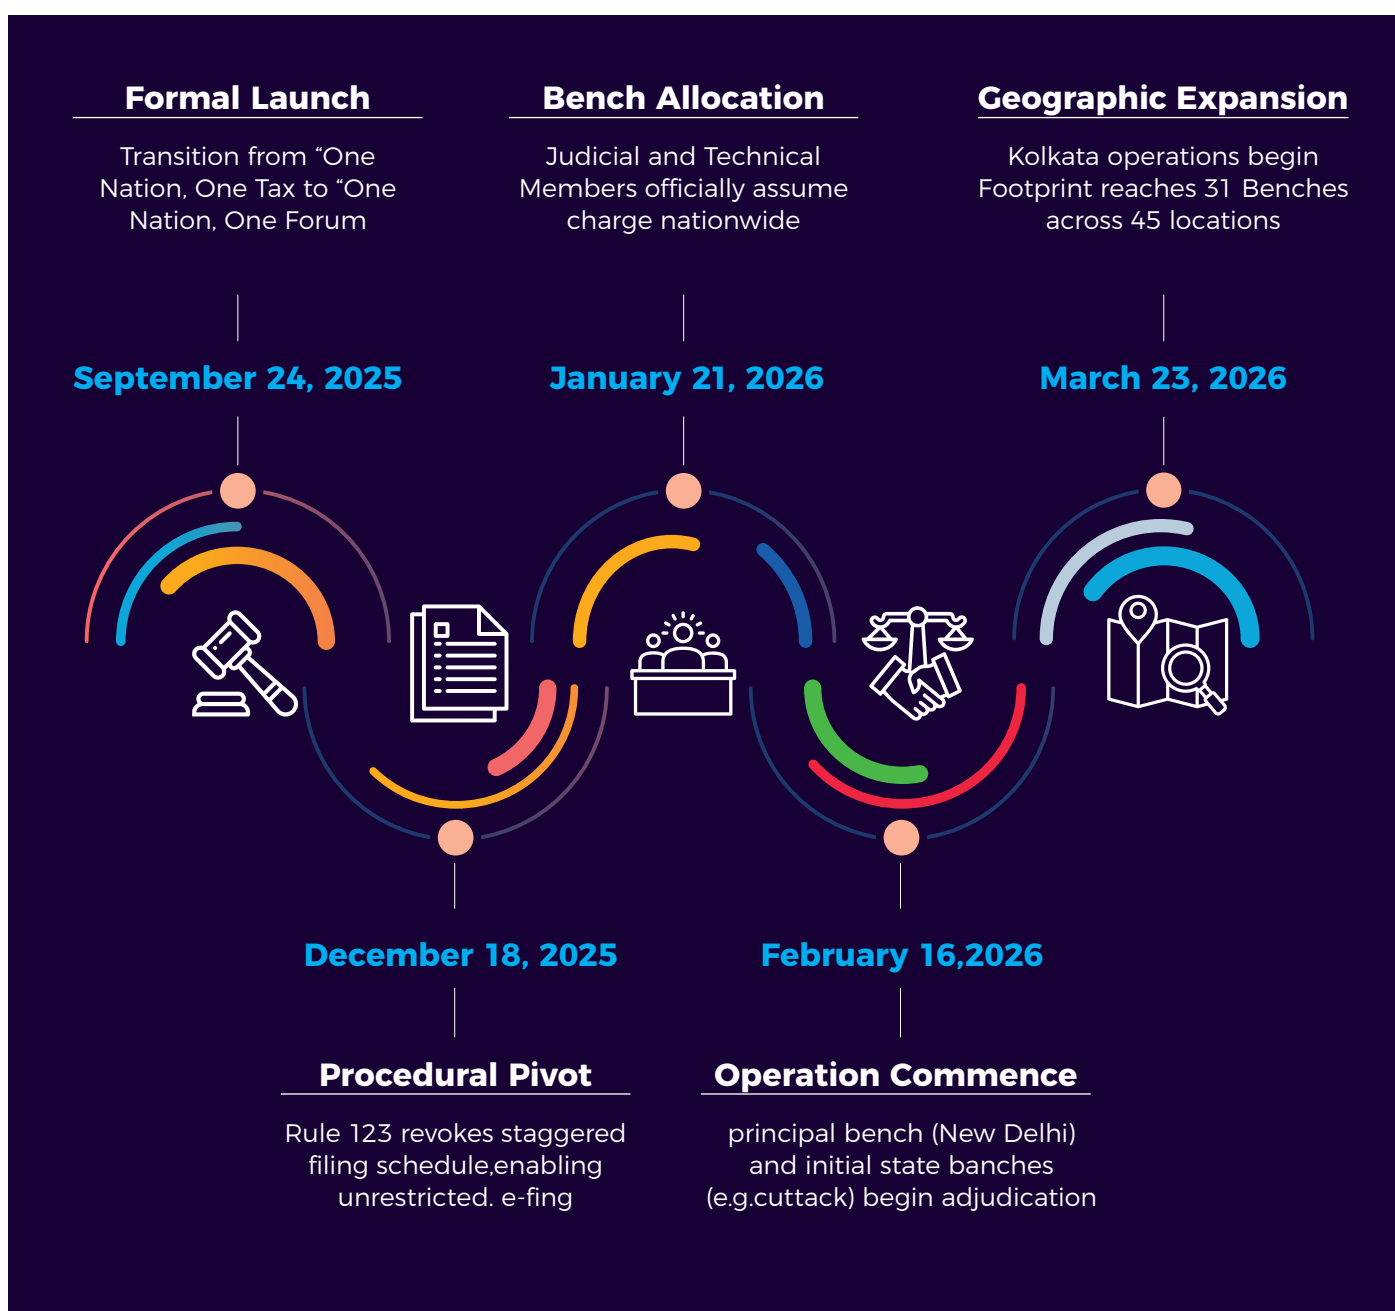 Formal Launch
Transition from “One
Nation, One Tax to “One
Nation, One Forum
September 24, 2025
Procedural Pivot
December 18, 2025
Rule 123 revokes staggered
filing schedule,enabling
unrestricted. e-fing
Bench Allocation
Judicial and Technical
Members officially assume
charge nationwide
January 21, 2026
February 16,2026
Operation Commence
principal bench (New Delhi)
and initial state banches
(e.g.cuttack) begin adjudication
Geographic Expansion
Kolkata operations begin
Footprint reaches 31 Benches
across 45 locations
March 23, 2026